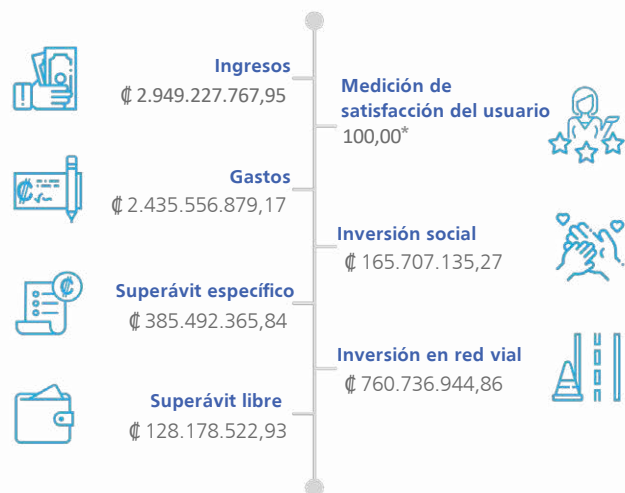 Ingresos
₡ 2.949.227.767,95
Medición de
satisfacción del usuario
100,00*
Gastos
₡ 2.435.556.879,17
Inversión social
₡ 165.707.135,27
Superávit específico
₡ 385.492.365,84
Inversión en red vial
₡ 760.736.944,86
Superávit libre
₡ 128.178.522,93